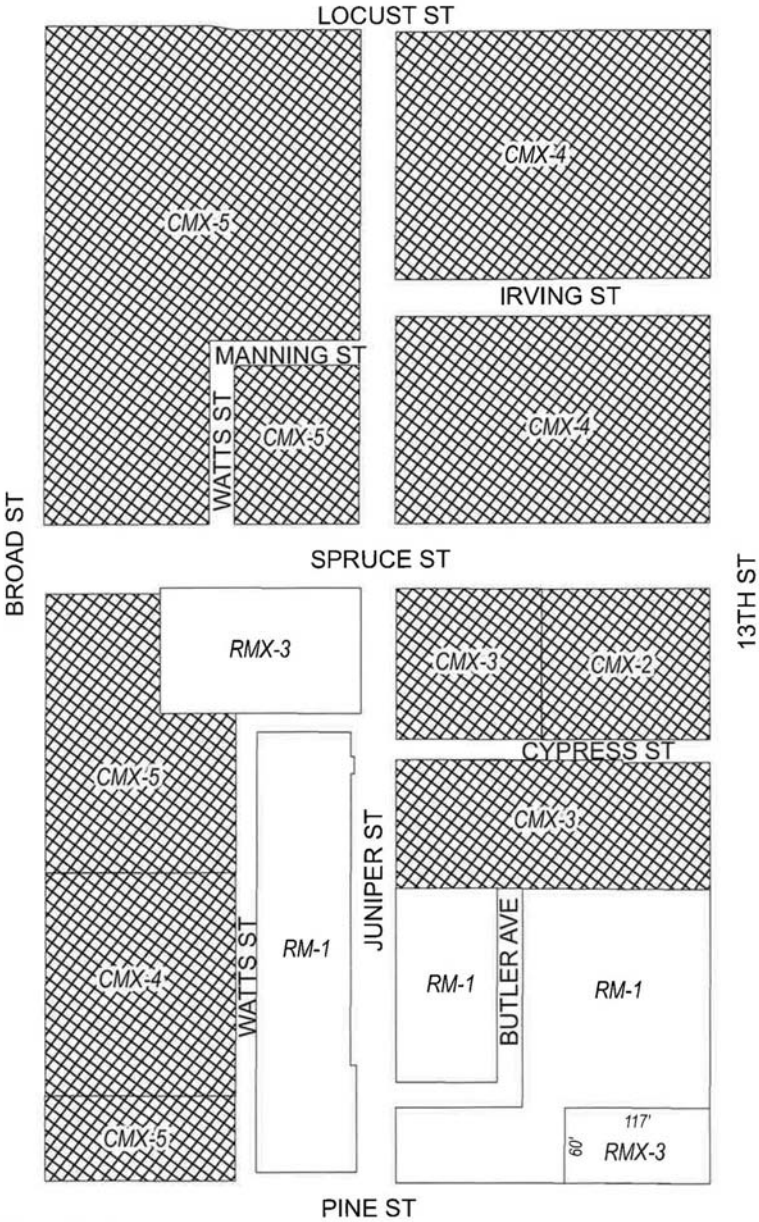 LOCUST ST
CMX-4
CMX-5
IRVING ST
MANNING ST
WATTS ST
CMX-5
CMX-4
BROAD ST
SPRUCE ST
13TH ST
RMX-3
CMX-3
CMX-2
CYPRESS ST
CMX-5
CMX-3
JUNIPER ST
WATTS ST
RM-1
BUTLER AVE
CMX-4
RM-1
RM-1
117'
60'
RMX-3
CMX-5
PINE ST